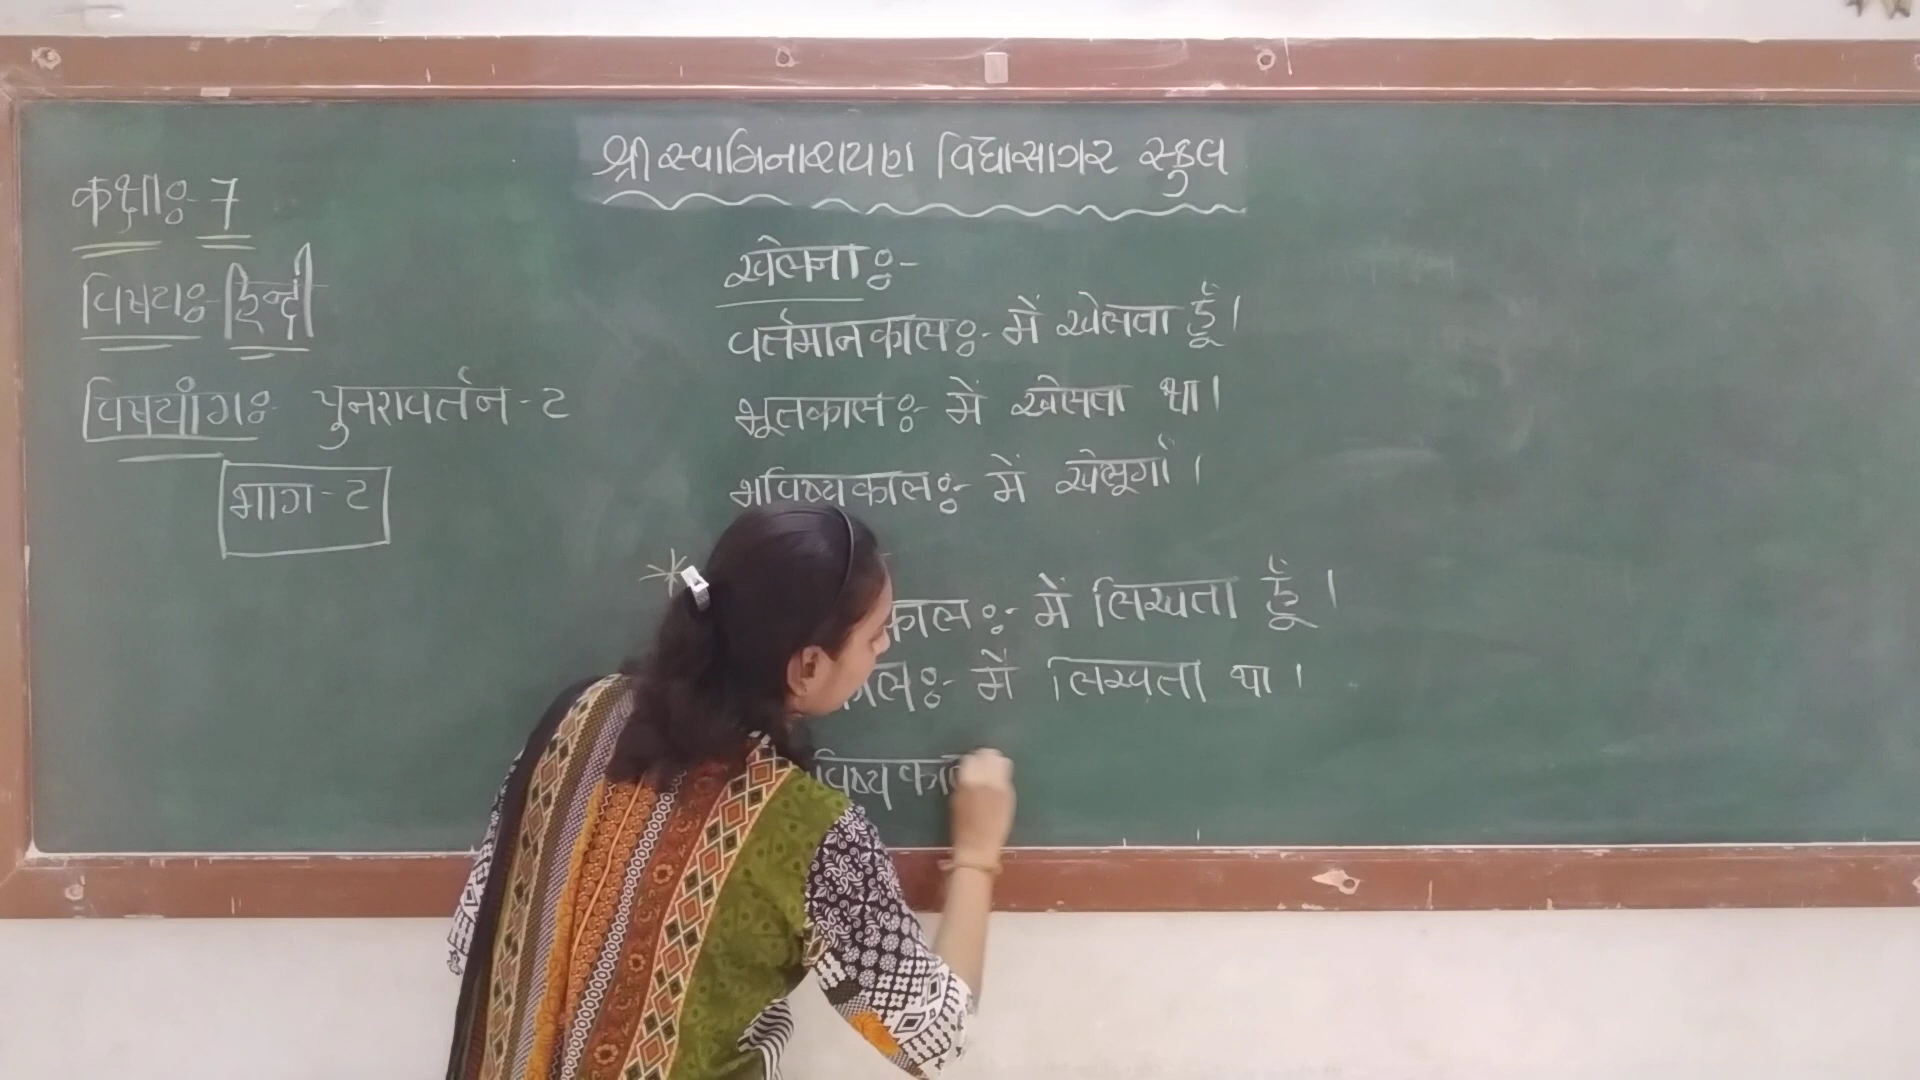 श्री स्वामिनारायण विद्यासागर स्कुल
कक्षाः- 7
विषयः- हिन्दी
विषयांगः- पुनरावर्तन - 2
भाग - 2
खेलनाः-
वर्तमानकालः- में खेलता हूँ।
भूतकालः- में खेलता था।
भविष्यकालः- में खेलूगाँ।
*
कालः- में लिखता हूँ।
कालः- में लिखता था।
विष्यकाल